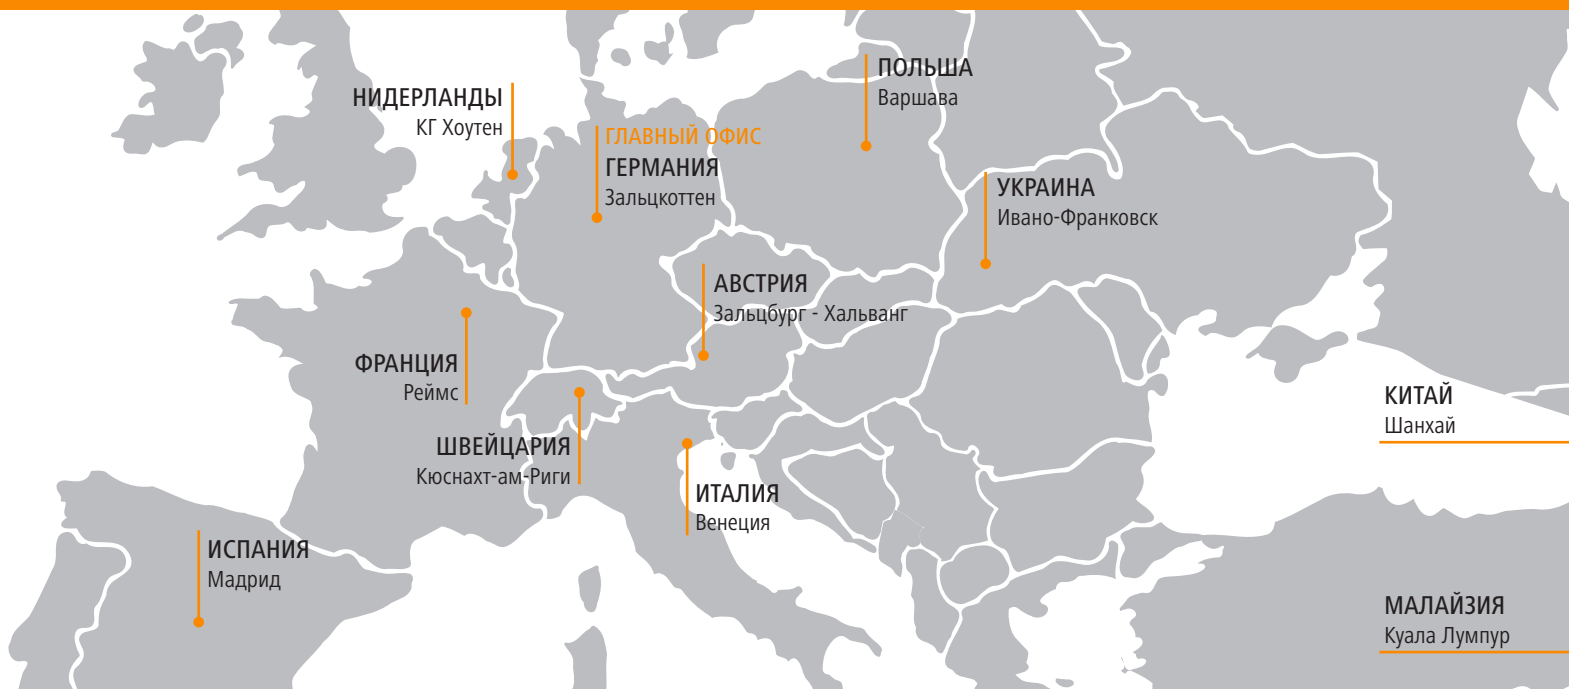 ПОЛЬША
Варшава
НИДЕРЛАНДЫ
КГ Хоутен
ГЛАВНЫЙ ОФИС
ГЕРМАНИЯ
Зальцкоттен
УКРАИНА
Ивано-Франковск
АВСТРИЯ
Зальцбург - Хальванг
ФРАНЦИЯ
Реймс
КИТАЙ
Шанхай
ШВЕЙЦАРИЯ
Кюснахт-ам-Риги
ИТАЛИЯ
Венеция
ИСПАНИЯ
Мадрид
МАЛАЙЗИЯ
Куала Лумпур